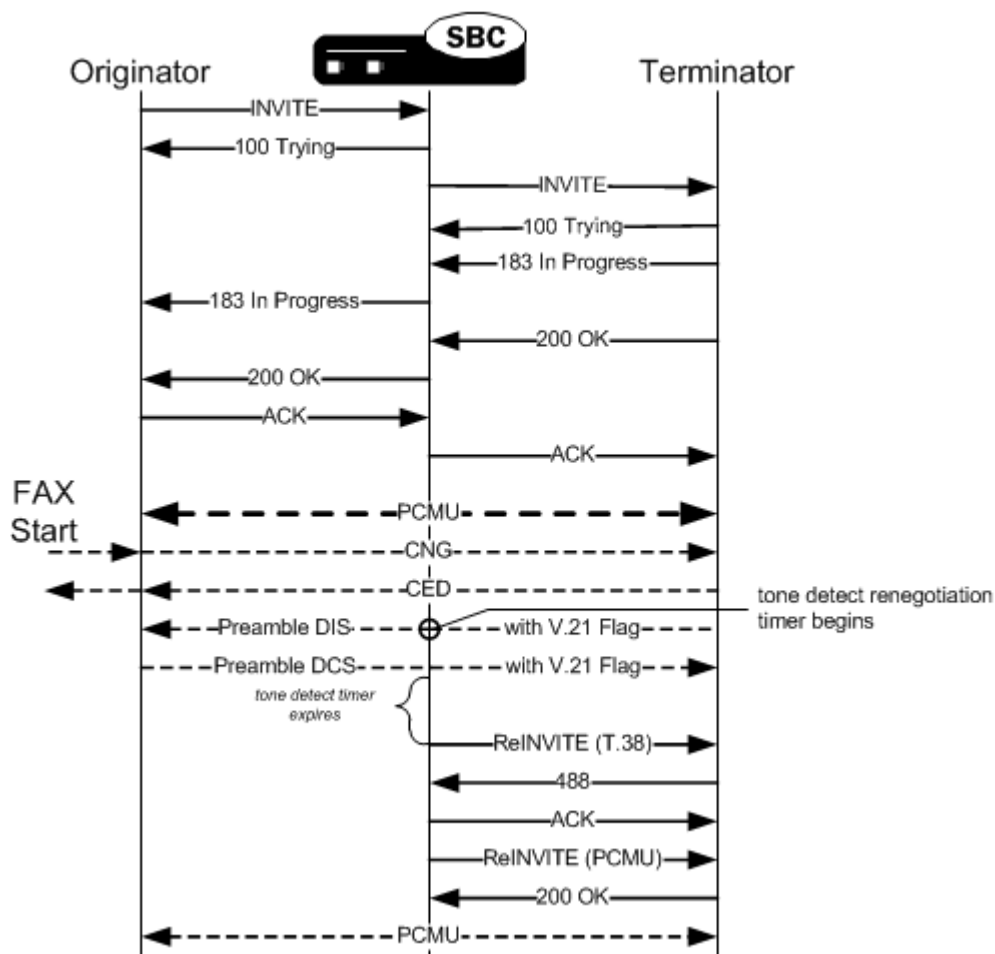 SBC
Originator
Terminator
INVITE
100 Trying
INVITE
100 Trying
183 In Progress
183 In Progress
200 OK
200 OK
ACK
ACK
FAX
Start
PCMU
CNG
CED
tone detect renegotiation
timer begins
Preamble DIS
with V.21 Flag
Preamble DCS
with V.21 Flag
tone detect timer
expires
ReINVITE (T.38)
488
ACK
ReINVITE (PCMU)
200 OK
PCMU